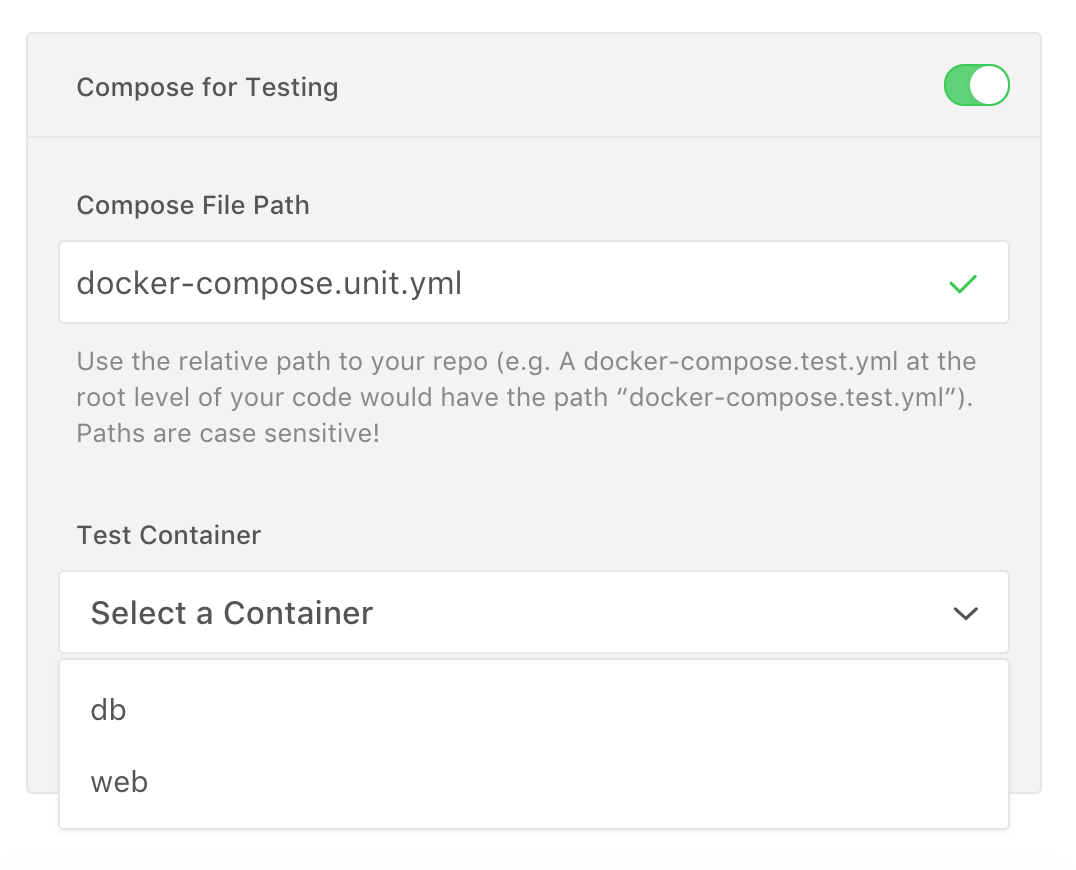 Compose for Testing
Compose File Path
docker-compose.unit.yml
Use the relative path to your repo (e.g. A docker-compose.test.yml at the
root level of your code would have the path “docker-compose.test.yml”).
Paths are case sensitive!
Test Container
Select a Container
db
web